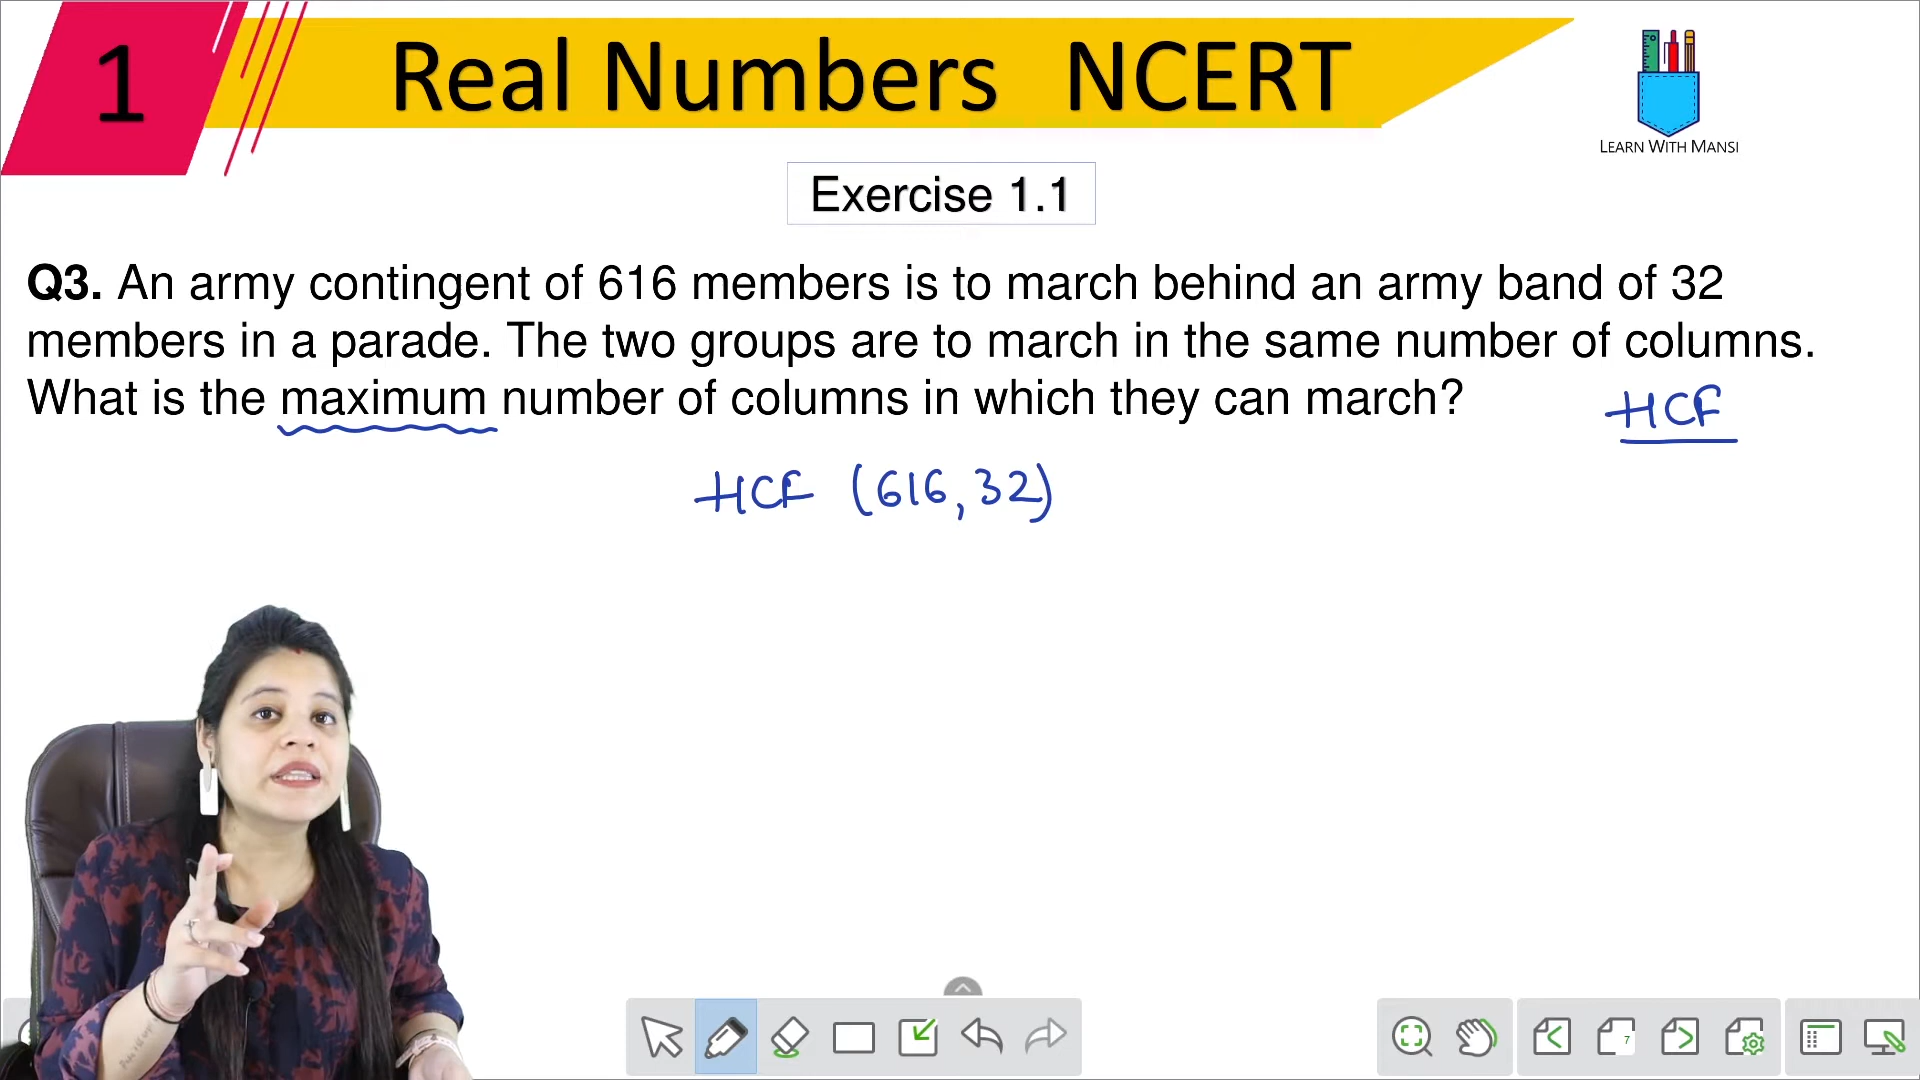 1
Real Numbers NCERT
LEARN WITH MANSI
Exercise 1.1
Q3. An army contingent of 616 members is to march behind an army band of 32
members in a parade. The two groups are to march in the same number of columns.
What is the maximum number of columns in which they can march?
HCF
HCF (616, 32)
7